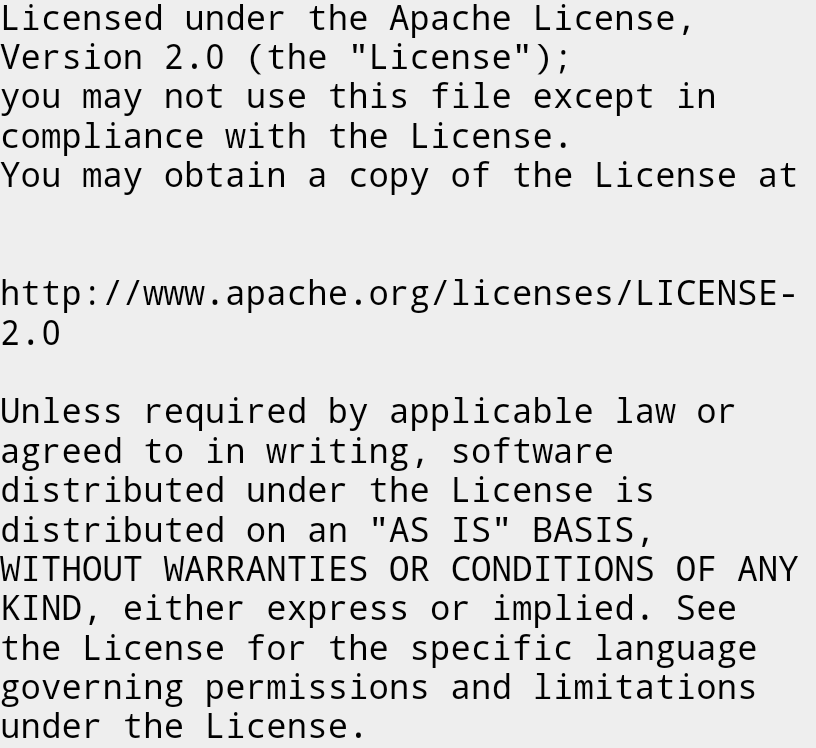 Licensed under the Apache License,
Version 2.0 (the "License");
you may not use this file except in
compliance with the License.
You may obtain a copy of the License at
http://www.apache.org/licenses/LICENSE-
2.0
Unless required by applicable law or
agreed to in writing, software
distributed under the License is
distributed on an "AS IS" BASIS,
WITHOUT WARRANTIES OR CONDITIONS OF ANY
KIND, either express or implied. See
the License for the specific language
governing permissions and limitations
under the License.